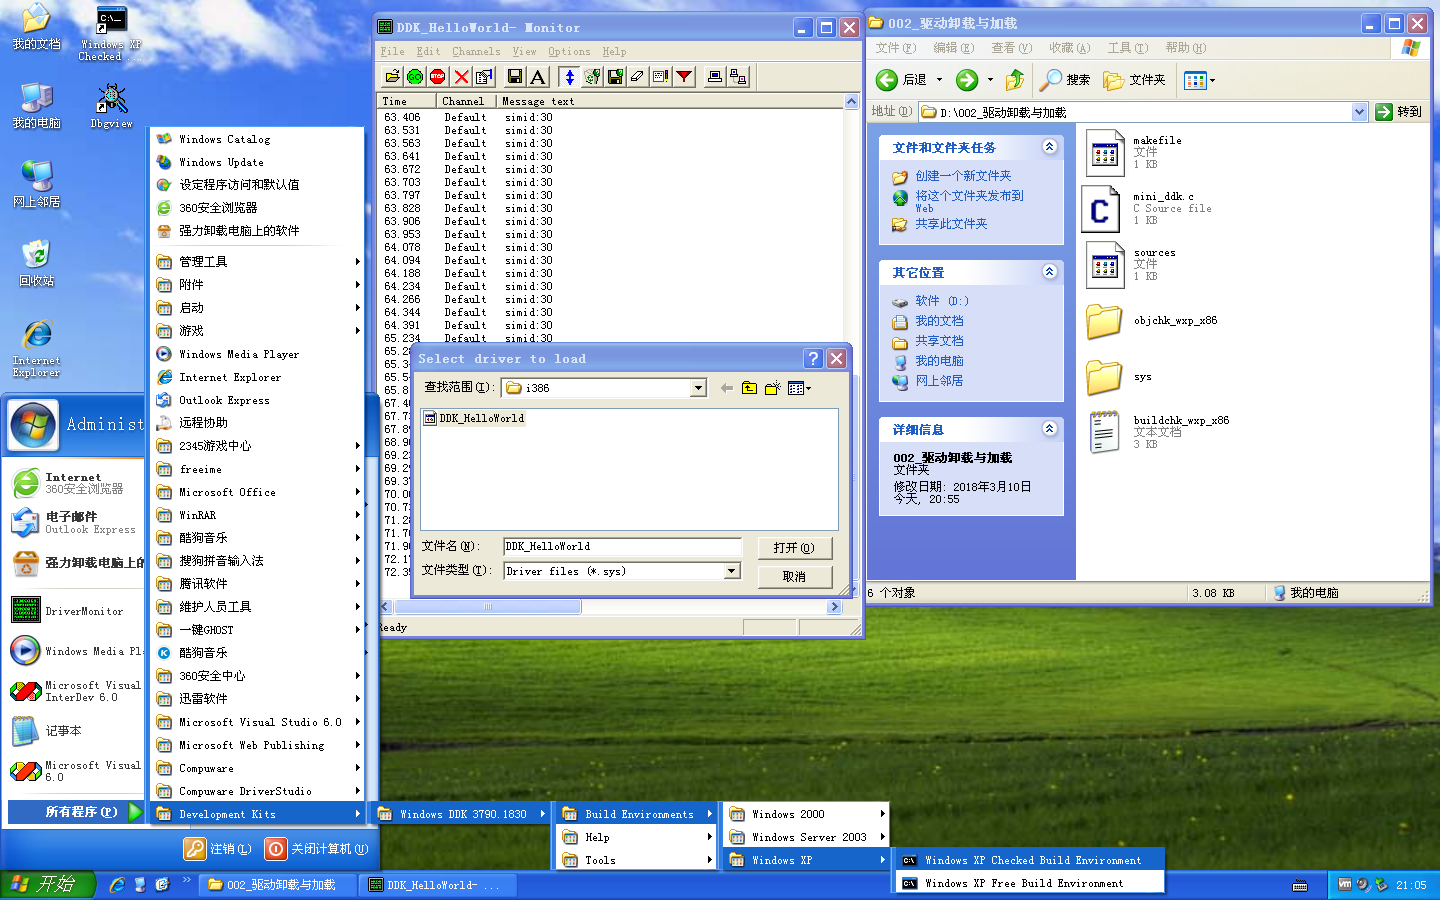 我的文档
Windows XP
Checked ...
我的电脑
Dbgview
网上邻居
回收站
Internet
Explorer
Administ
Internet
360安全浏览器
电子邮件
Outlook Express
强力卸载电脑上的
DriverMonitor
Windows Media Pl
Microsoft Visual
InterDev 6.0
记事本
Microsoft Visual
6.0
所有程序(P)
注销(L)
关闭计算机(U)
Windows Catalog
Windows Update
设定程序访问和默认值
360安全浏览器
强力卸载电脑上的软件
管理工具
附件
启动
游戏
Windows Media Player
Internet Explorer
Outlook Express
远程协助
2345游戏中心
freeime
Microsoft Office
WinRAR
酷狗音乐
搜狗拼音输入法
腾讯软件
维护人员工具
一键GHOST
酷狗音乐
360安全中心
迅雷软件
Microsoft Visual Studio 6.0
Microsoft Web Publishing
Compuware
Compuware DriverStudio
Development Kits
Windows DDK 3790.1830
Build Environments
Help
Tools
Windows 2000
Windows Server 2003
Windows XP
Windows XP Checked Build Environment
Windows XP Free Build Environment
DDK_HelloWorld- Monitor
File Edit Channels View Options Help
GO STOP A
Time Channel Message text
63.406 Default simid:30
63.531 Default simid:30
63.563 Default simid:30
63.641 Default simid:30
63.672 Default simid:30
63.703 Default simid:30
63.797 Default simid:30
63.828 Default simid:30
63.906 Default simid:30
63.953 Default simid:30
64.078 Default simid:30
64.094 Default simid:30
64.188 Default simid:30
64.234 Default simid:30
64.266 Default simid:30
64.344 Default simid:30
64.391 Default simid:30
65.234 Default simid:30
Ready
Select driver to load
查找范围(I): i386
DDK_HelloWorld
文件名(N): DDK_HelloWorld 打开(O)
文件类型(T): Driver files (*.sys) 取消
002_驱动卸载与加载
文件(F) 编辑(E) 查看(V) 收藏(A) 工具(T) 帮助(H)
后退 搜索 文件夹
地址(D) D:\002_驱动卸载与加载 转到
文件和文件夹任务
创建一个新文件夹
将这个文件夹发布到
Web
共享此文件夹
其它位置
软件 (D:)
我的文档
共享文档
我的电脑
网上邻居
详细信息
002_驱动卸载与加载
文件夹
修改日期: 2018年3月10日
今天, 20:55
makefile
文件
1 KB
mini_ddk.c
C Source file
1 KB
sources
文件
1 KB
objchk_wxp_x86
sys
buildchk_wxp_x86
文本文档
3 KB
6 个对象 3.08 KB 我的电脑
开始 002_驱动卸载与加载 DDK_HelloWorld- ... 21:05